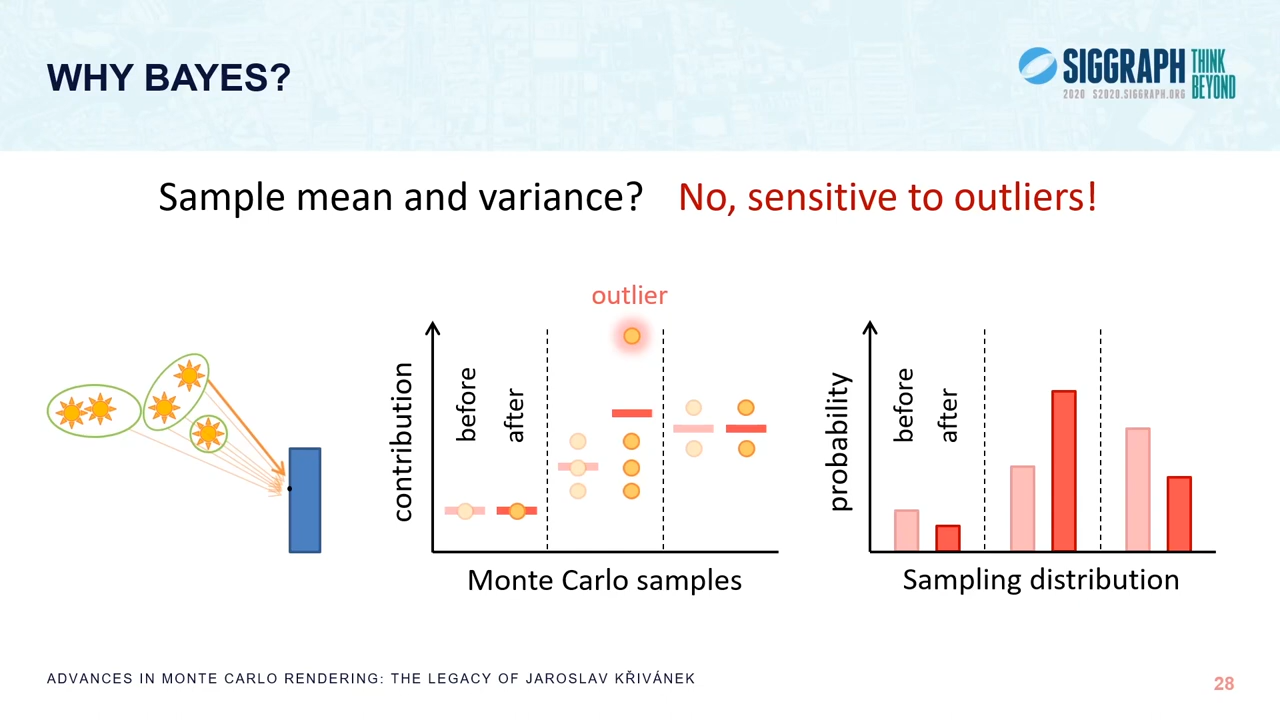 WHY BAYES?
SIGGRAPH THINK BEYOND
2020 S2020.SIGGRAPH.ORG
Sample mean and variance? No, sensitive to outliers!
outlier
contribution
before
after
Monte Carlo samples
probability
before
after
Sampling distribution
ADVANCES IN MONTE CARLO RENDERING: THE LEGACY OF JAROSLAV KŘIVÁNEK
28